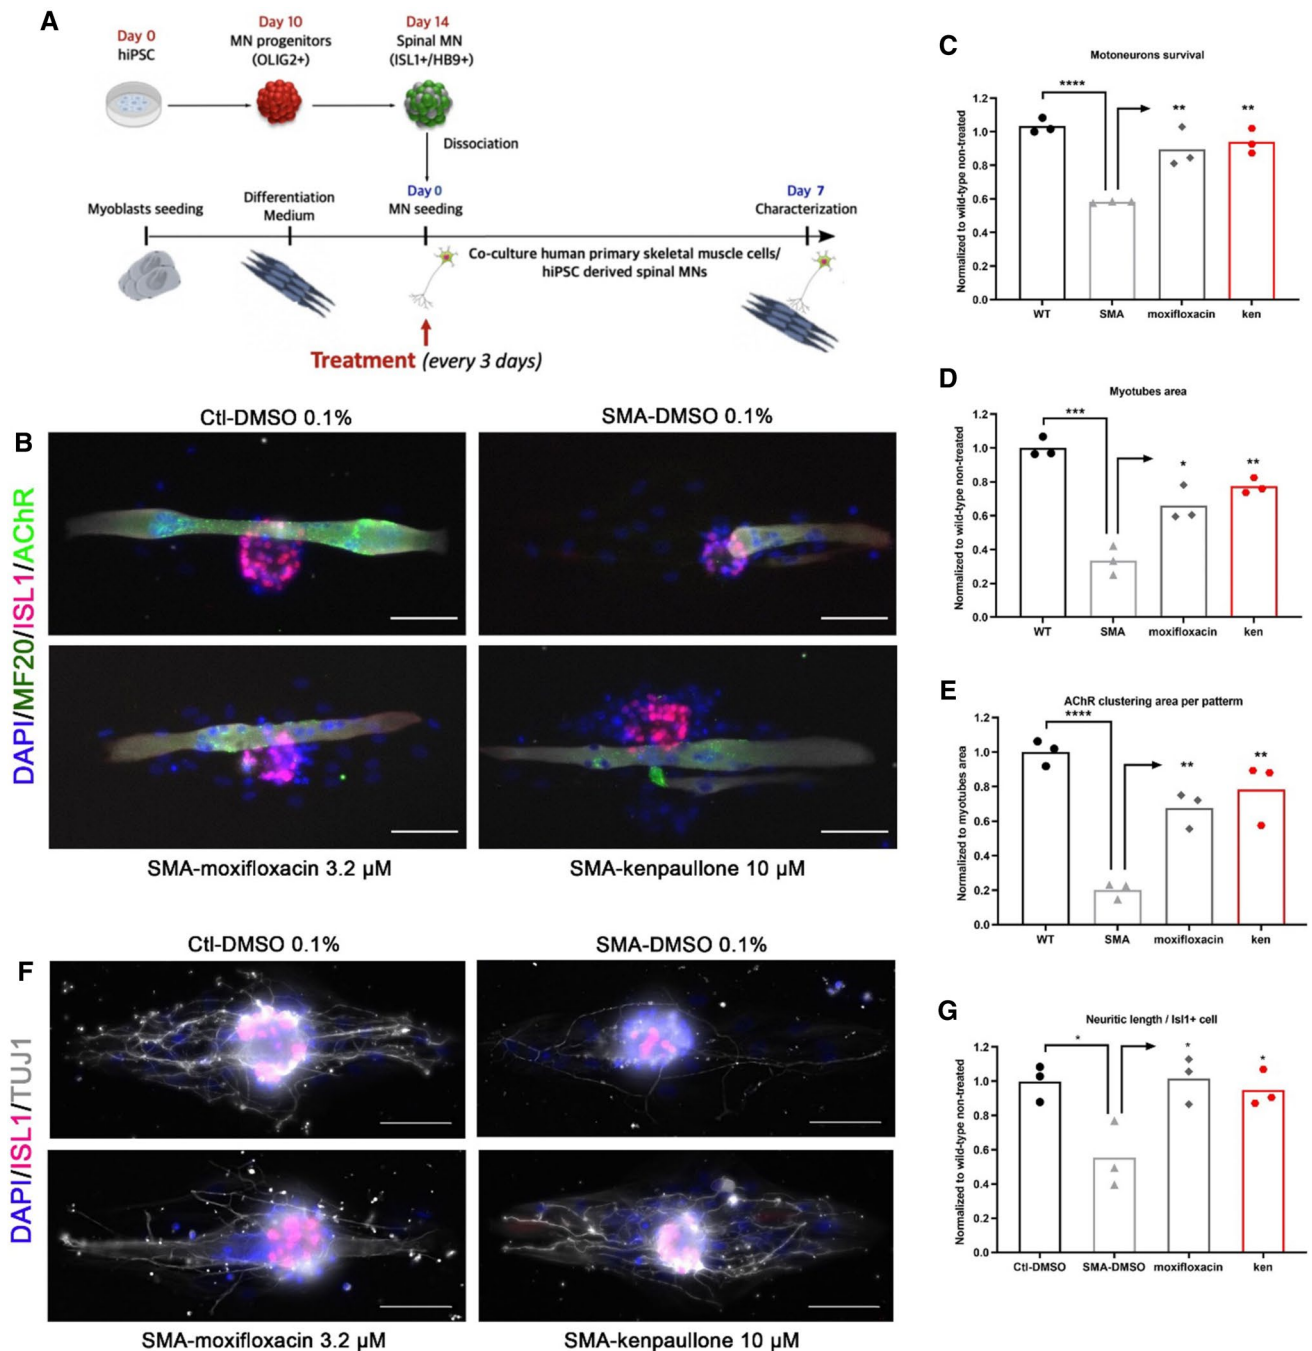 A
Day 0
hiPSC
Day 10
MN progenitors
(OLIG2+)
Day 14
Spinal MN
(ISL1+/HB9+)
Dissociation
Myoblasts seeding
Differentiation
Medium
Day 0
MN seeding
Day 7
Characterization
Co-culture human primary skeletal muscle cells/
hiPSC derived spinal MNs
Treatment (every 3 days)
B
Ctl-DMSO 0.1%
SMA-DMSO 0.1%
DAPI/MF20/ISL1/AChR
SMA-moxifloxacin 3.2 µM
SMA-kenpaullone 10 µM
F
Ctl-DMSO 0.1%
SMA-DMSO 0.1%
DAPI/ISL1/TUJ1
SMA-moxifloxacin 3.2 µM
SMA-kenpaullone 10 µM
C
Motoneurons survival
Normalized to wild-type non-treated
1.2
1.0
0.8
0.6
0.4
0.2
0.0
****
**
**
WT
SMA
moxifloxacin
ken
D
Myotubes area
Normalized to wild-type non-treated
1.2
1.0
0.8
0.6
0.4
0.2
0.0
***
*
**
WT
SMA
moxifloxacin
ken
E
AChR clustering area per patterm
Normalized to myotubes area
1.2
1.0
0.8
0.6
0.4
0.2
0.0
****
**
**
WT
SMA
moxifloxacin
ken
G
Neuritic length / Isl1+ cell
Normalized to wild-type non-treated
1.2
1.0
0.8
0.6
0.4
0.2
0.0
*
*
*
Ctl-DMSO
SMA-DMSO
moxifloxacin
ken